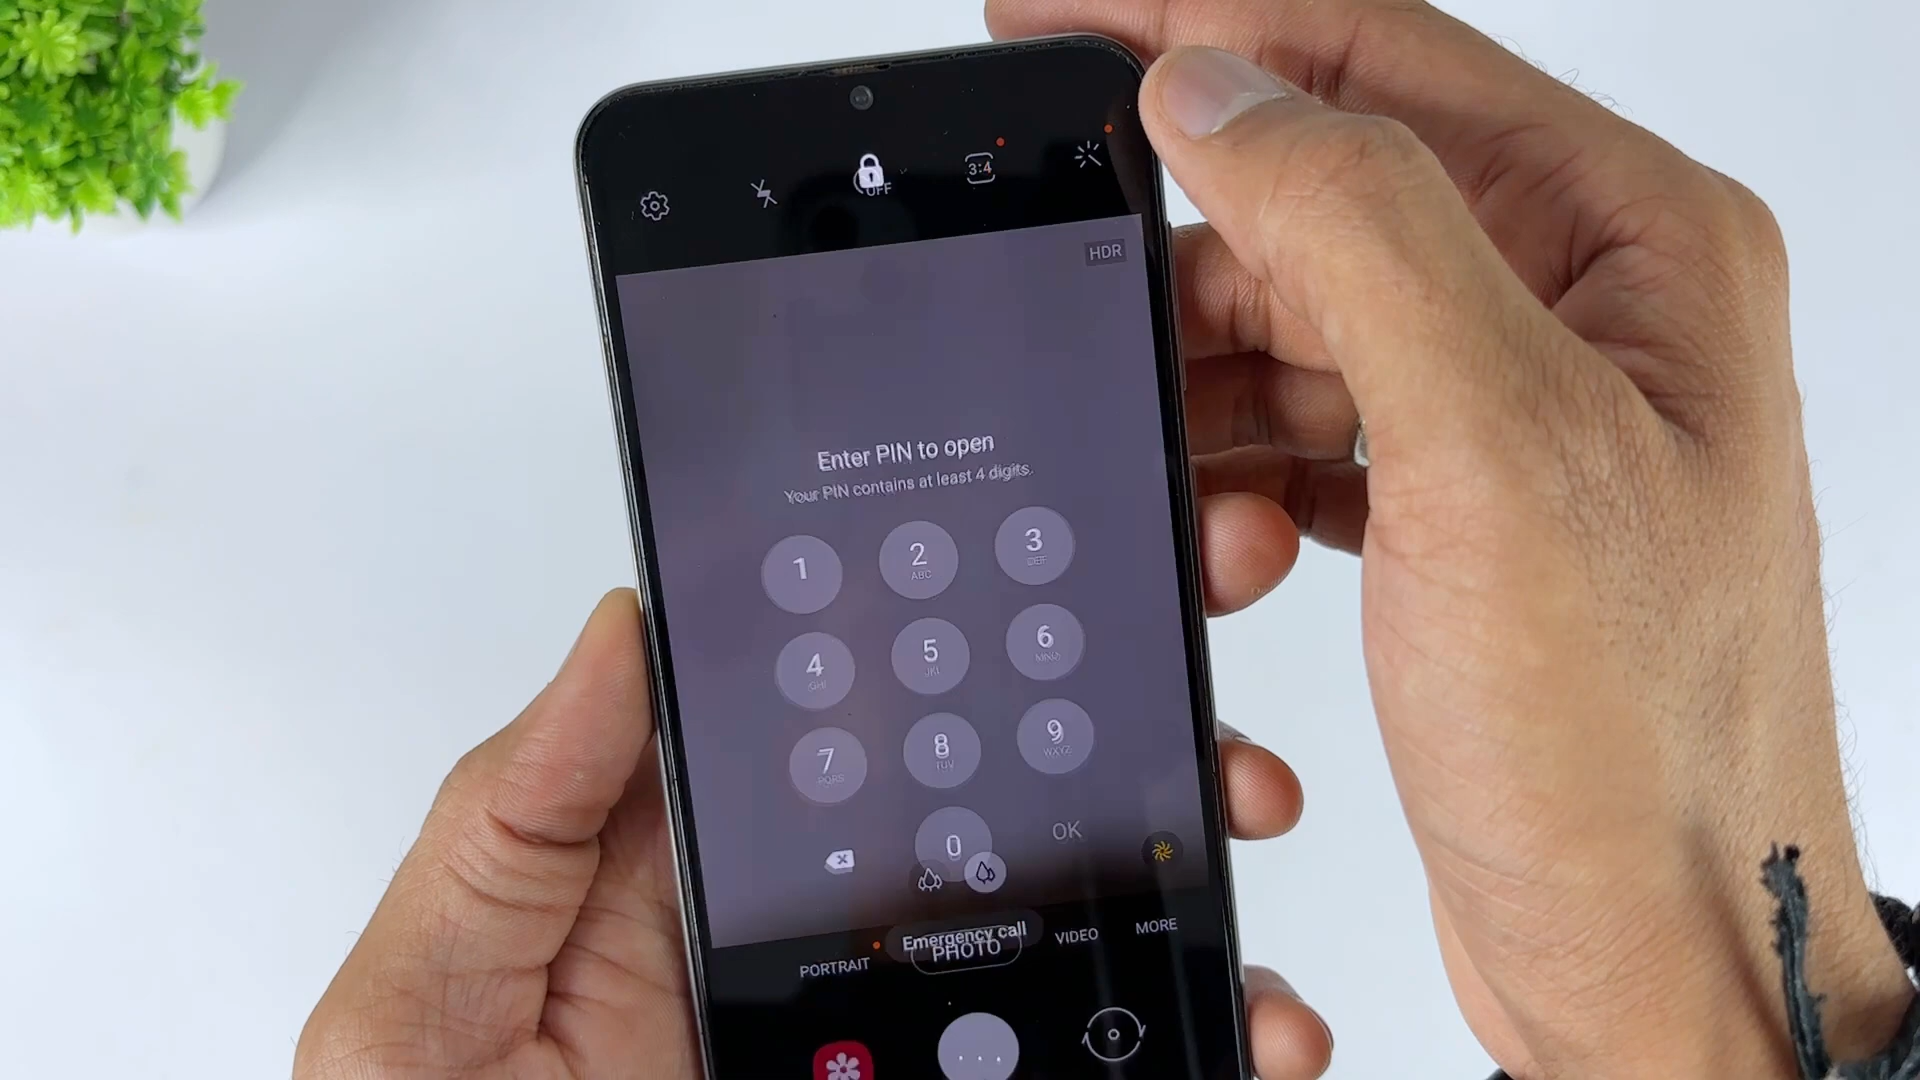 OFF
3:4
HDR
Enter PIN to open
Your PIN contains at least 4 digits.
1
2
ABC
3
DEF
4
GHI
5
JKL
6
MNO
7
PQRS
8
TUV
9
WXYZ
0
OK
Emergency call
PORTRAIT
PHOTO
VIDEO
MORE